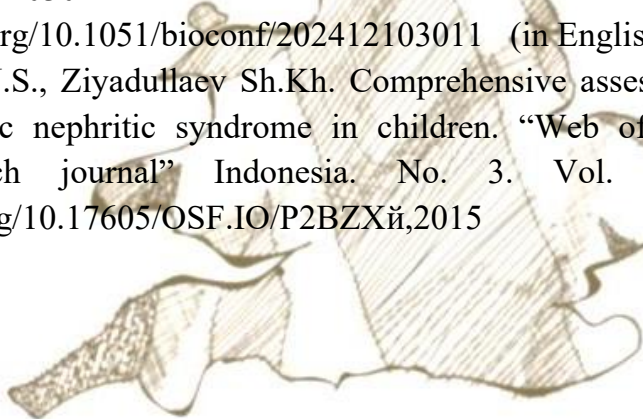 rg/10.1051/bioconf/202412103011 (in Englis
.S., Ziyadullaev Sh.Kh. Comprehensive asses
c nephritic syndrome in children. “Web of
ch journal” Indonesia. No. 3. Vol.
g/10.17605/OSF.IO/P2BZXй,2015